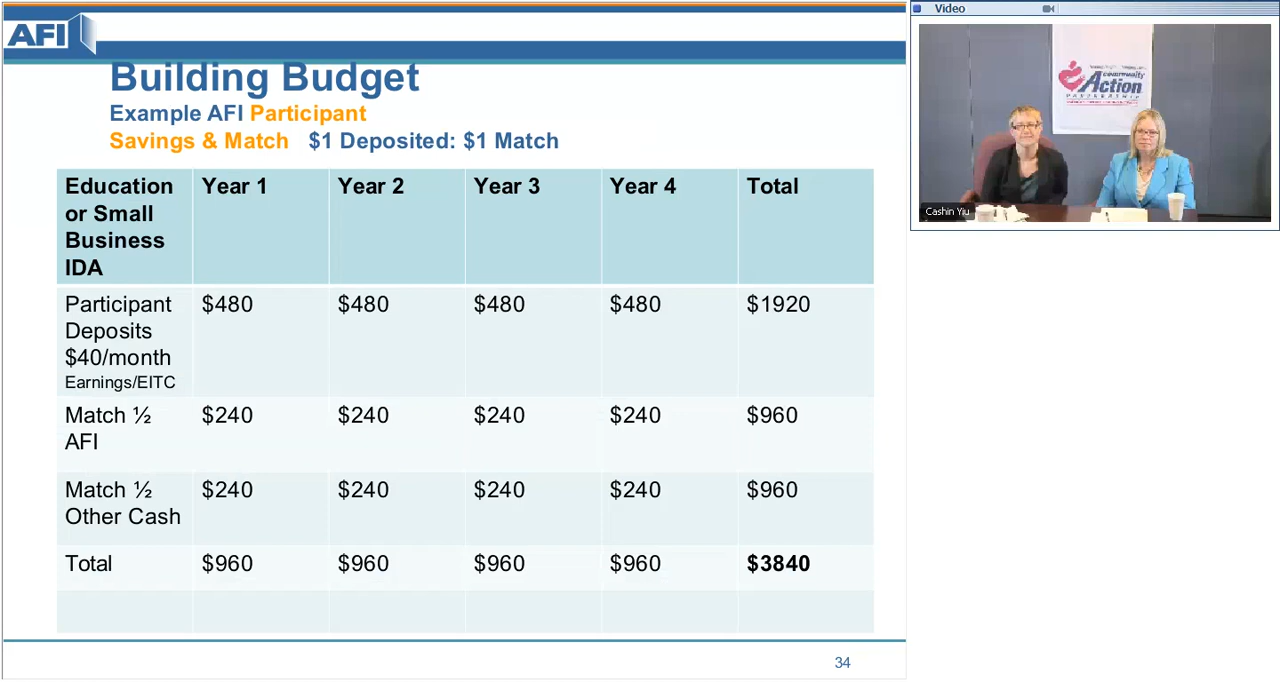 AFI
Building Budget
Example AFI Participant
Savings & Match $1 Deposited: $1 Match
Education or Small Business IDA Year 1 Year 2 Year 3 Year 4 Total
Participant Deposits $40/month Earnings/EITC $480 $480 $480 $480 $1920
Match ½ AFI $240 $240 $240 $240 $960
Match ½ Other Cash $240 $240 $240 $240 $960
Total $960 $960 $960 $960 $3840
34
Video
community
Action
PARTNERSHIP
Cashin Yiu